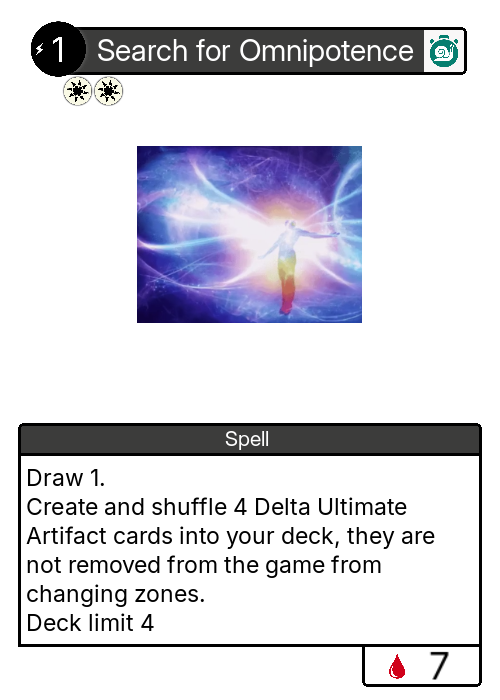 1 Search for Omnipotence
Spell
Draw 1.
Create and shuffle 4 Delta Ultimate
Artifact cards into your deck, they are
not removed from the game from
changing zones.
Deck limit 4
7